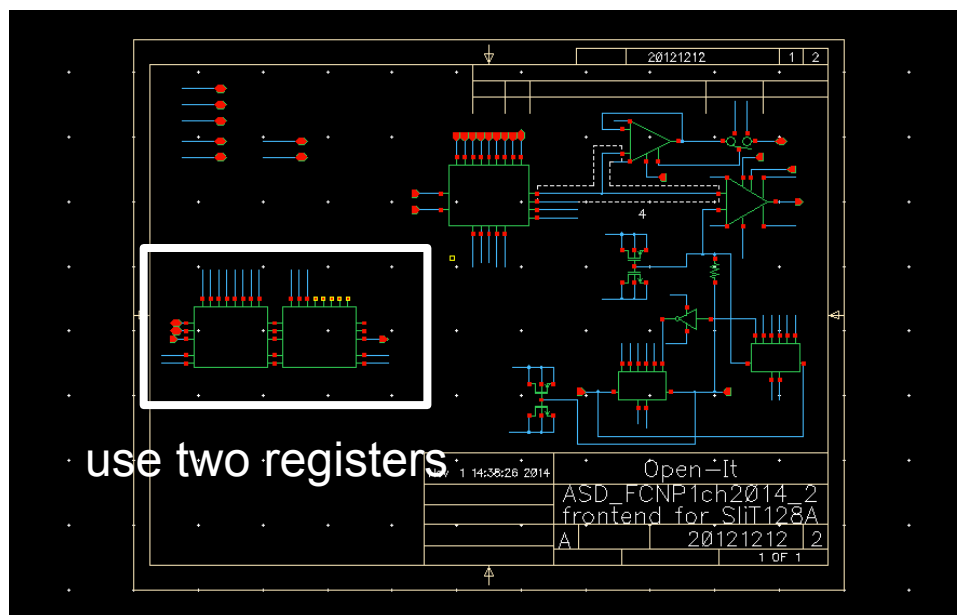 20121212 1 2
4
use two registers
Nov 1 14:38:26 2014
Open-It
ASD_FCNP1ch2014_2
frontend for SliT128A
A 20121212 2
1 OF 1